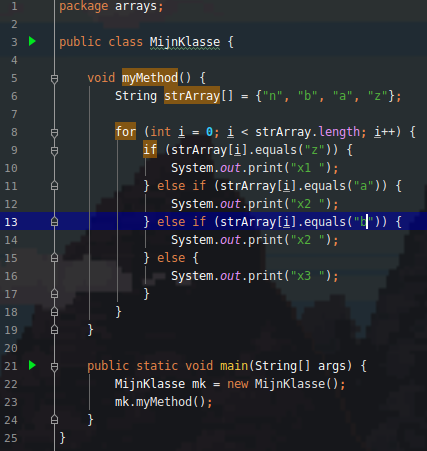 1 package arrays;
2
3 public class MijnKlasse {
4
5 void myMethod() {
6 String strArray[] = {"n", "b", "a", "z"};
7
8 for (int i = 0; i < strArray.length; i++) {
9 if (strArray[i].equals("z")) {
10 System.out.print("x1 ");
11 } else if (strArray[i].equals("a")) {
12 System.out.print("x2 ");
13 } else if (strArray[i].equals("b")) {
14 System.out.print("x2 ");
15 } else {
16 System.out.print("x3 ");
17 }
18 }
19 }
20
21 public static void main(String[] args) {
22 MijnKlasse mk = new MijnKlasse();
23 mk.myMethod();
24 }
25 }